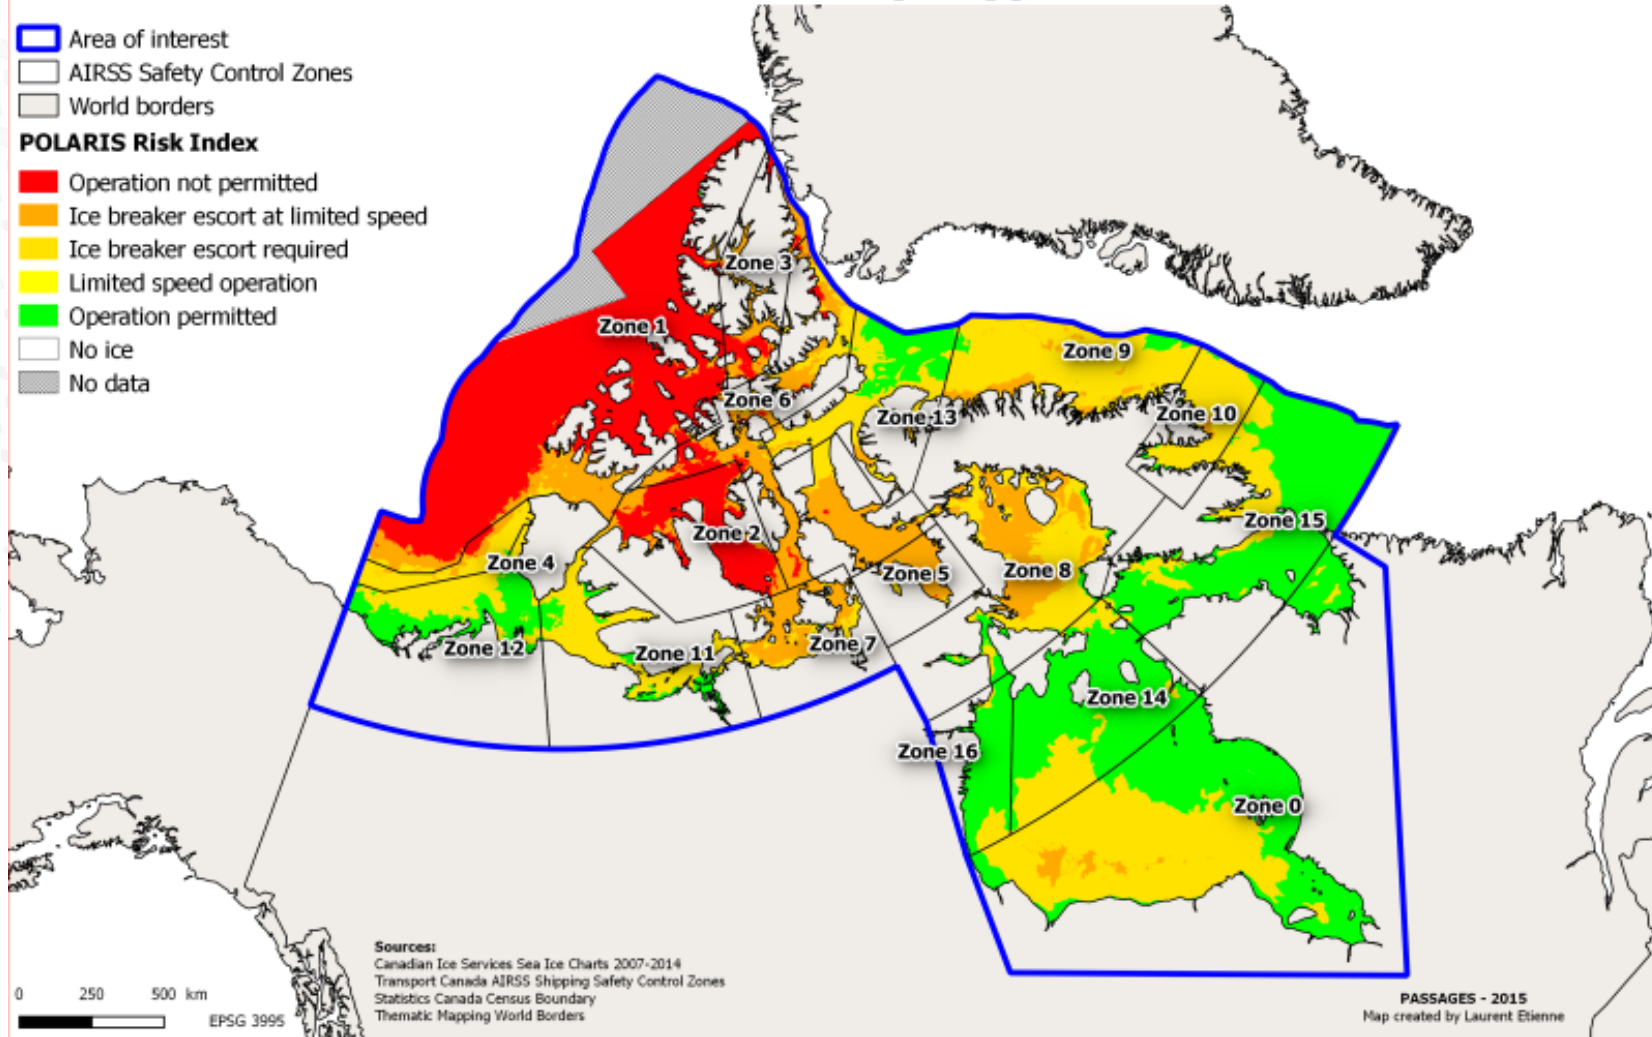 Area of interest
AIRSS Safety Control Zones
World borders
POLARIS Risk Index
Operation not permitted
Ice breaker escort at limited speed
Ice breaker escort required
Limited speed operation
Operation permitted
No ice
No data
Zone 3
Zone 1
Zone 9
Zone 6
Zone 13
Zone 10
Zone 2
Zone 15
Zone 4
Zone 5
Zone 8
Zone 12
Zone 11
Zone 7
Zone 14
Zone 16
Zone 0
Sources:
Canadian Ice Services Sea Ice Charts 2007-2014
Transport Canada AIRSS Shipping Safety Control Zones
Statistics Canada Census Boundary
Thematic Mapping World Borders
0 250 500 km
EPSG 3995
PASSAGES - 2015
Map created by Laurent Etienne